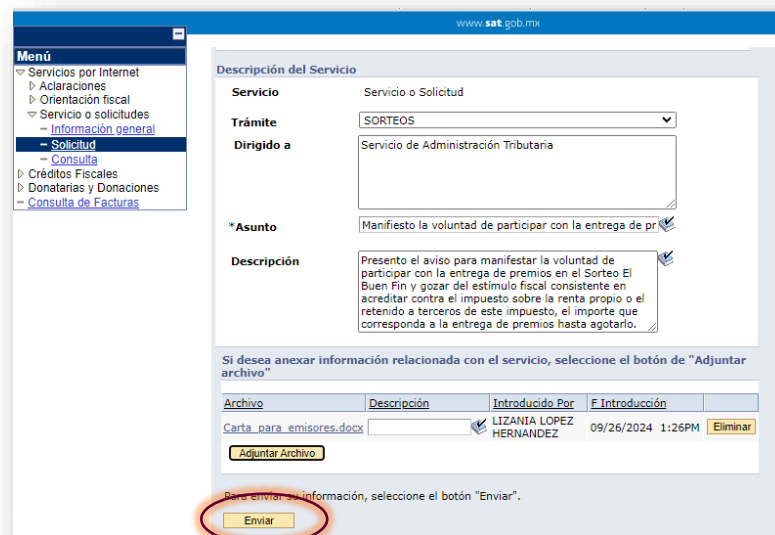 www.sat.gob.mx
Menú
Servicios por Internet
Aclaraciones
Orientación fiscal
Servicio o solicitudes
Información general
Solicitud
Consulta
Créditos Fiscales
Donatarias y Donaciones
Consulta de Facturas
Descripción del Servicio
Servicio Servicio o Solicitud
Trámite SORTEOS
Dirigido a Servicio de Administración Tributaria
*Asunto Manifiesto la voluntad de participar con la entrega de pr
Descripción Presento el aviso para manifestar la voluntad de
participar con la entrega de premios en el Sorteo El
Buen Fin y gozar del estímulo fiscal consistente en
acreditar contra el impuesto sobre la renta propio o el
retenido a terceros de este impuesto, el importe que
corresponda a la entrega de premios hasta agotarlo.
Si desea anexar información relacionada con el servicio, seleccione el botón de "Adjuntar
archivo"
Archivo Descripción Introducido Por F Introducción
Carta_para_emisores.docx LIZANIA LOPEZ HERNANDEZ 09/26/2024 1:26PM Eliminar
Adjuntar Archivo
Para enviar su información, seleccione el botón "Enviar".
Enviar